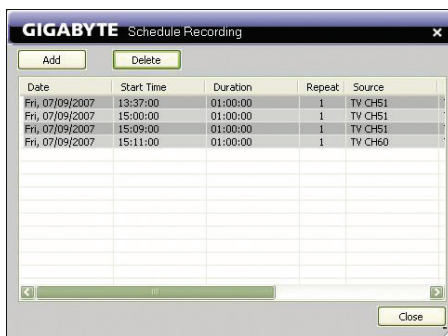 GIGABYTE Schedule Recording
Add Delete
Date Start Time Duration Repeat Source
Fri, 07/09/2007 13:37:00 01:00:00 1 TV CH51
Fri, 07/09/2007 15:00:00 01:00:00 1 TV CH51
Fri, 07/09/2007 15:09:00 01:00:00 1 TV CH51
Fri, 07/09/2007 15:11:00 01:00:00 1 TV CH60
Close